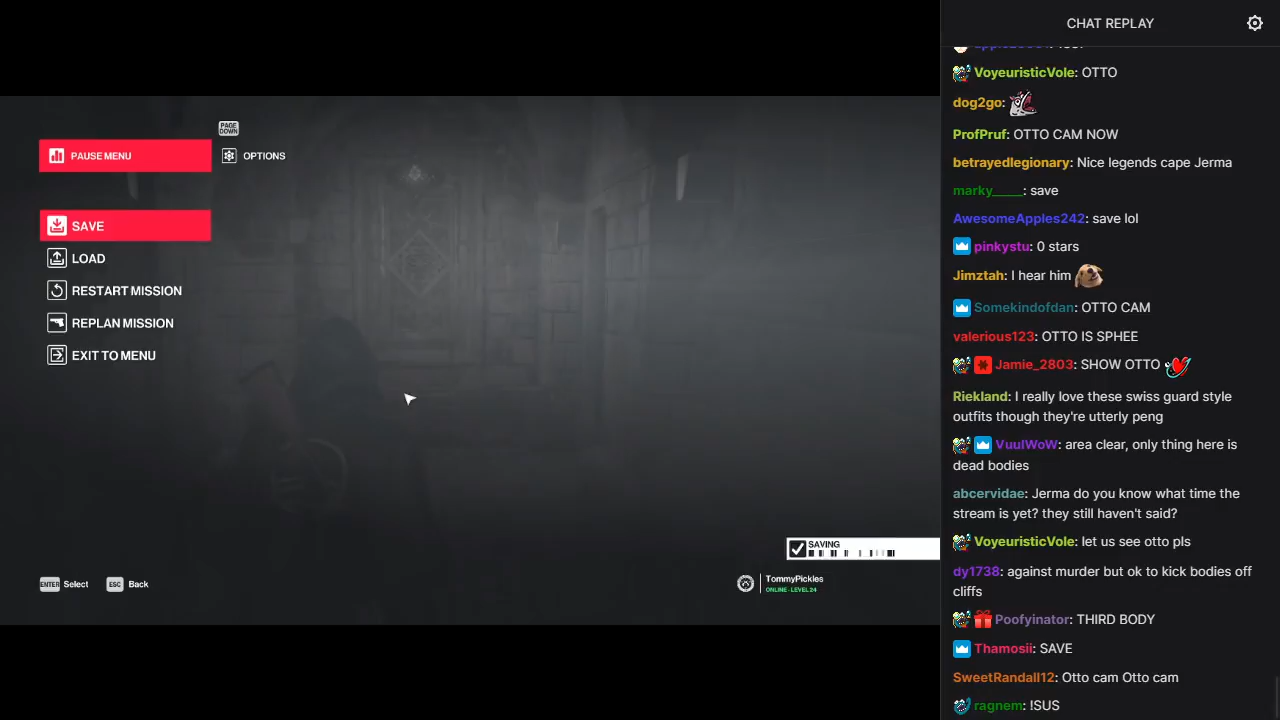 PAGE
DOWN
PAUSE MENU
OPTIONS
SAVE
LOAD
RESTART MISSION
REPLAN MISSION
EXIT TO MENU
SAVING
ENTER Select
ESC Back
TommyPickles
ONLINE - LEVEL 24
CHAT REPLAY
VoyeuristicVole: OTTO
dog2go:
ProfPruf: OTTO CAM NOW
betrayedlegionary: Nice legends cape Jerma
marky_____: save
AwesomeApples242: save lol
pinkystu: 0 stars
Jimztah: I hear him
Somekindofdan: OTTO CAM
valerious123: OTTO IS SPHEE
Jamie_2803: SHOW OTTO
Riekland: I really love these swiss guard style
outfits though they're utterly peng
VuulWoW: area clear, only thing here is
dead bodies
abcervidae: Jerma do you know what time the
stream is yet? they still haven't said?
VoyeuristicVole: let us see otto pls
dy1738: against murder but ok to kick bodies off
cliffs
Poofyinator: THIRD BODY
Thamosii: SAVE
SweetRandall12: Otto cam Otto cam
ragnem: !SUS